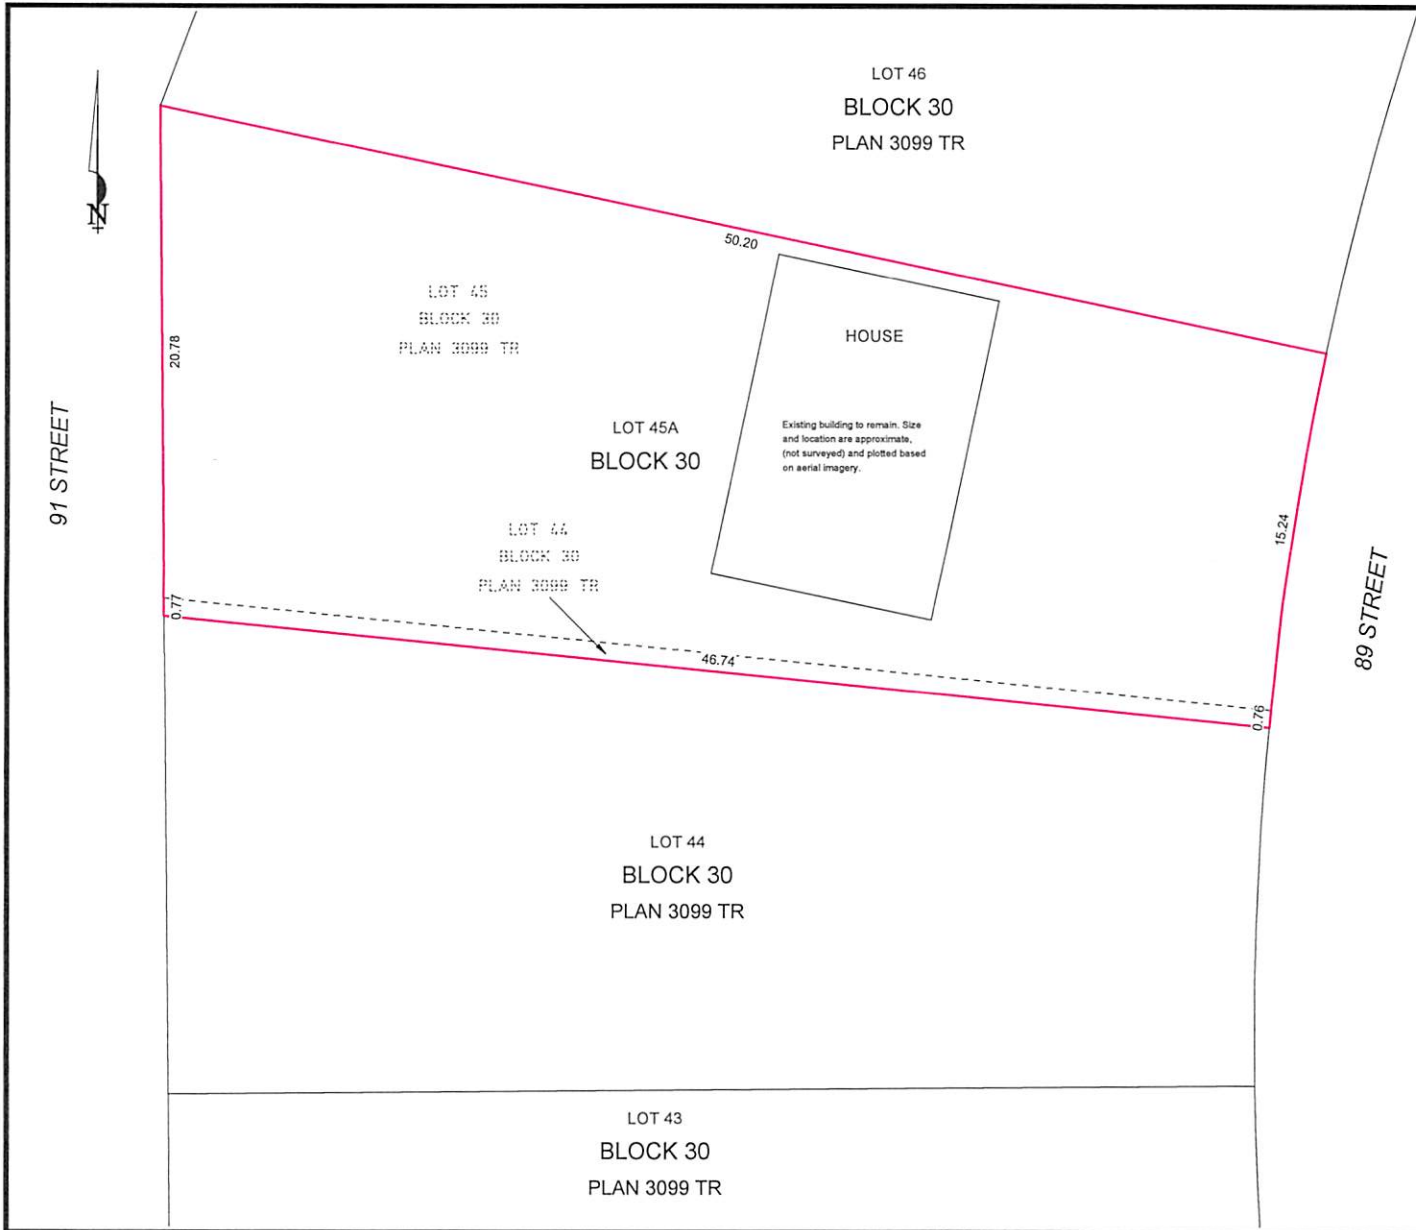 LOT 46
BLOCK 30
PLAN 3099 TR
N
50.20
LOT 45
BLOCK 30
PLAN 3099 TR
HOUSE
20.78
Existing building to remain. Size
and location are approximate,
(not surveyed) and plotted based
on aerial imagery.
LOT 45A
BLOCK 30
91 STREET
LOT 44
BLOCK 30
PLAN 3099 TR
15.24
89 STREET
0.77
46.74
0.76
LOT 44
BLOCK 30
PLAN 3099 TR
LOT 43
BLOCK 30
PLAN 3099 TR